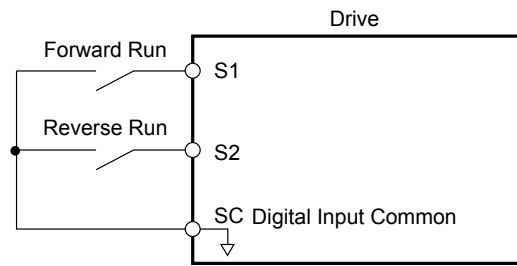 Drive
Forward Run
S1
Reverse Run
S2
SC Digital Input Common